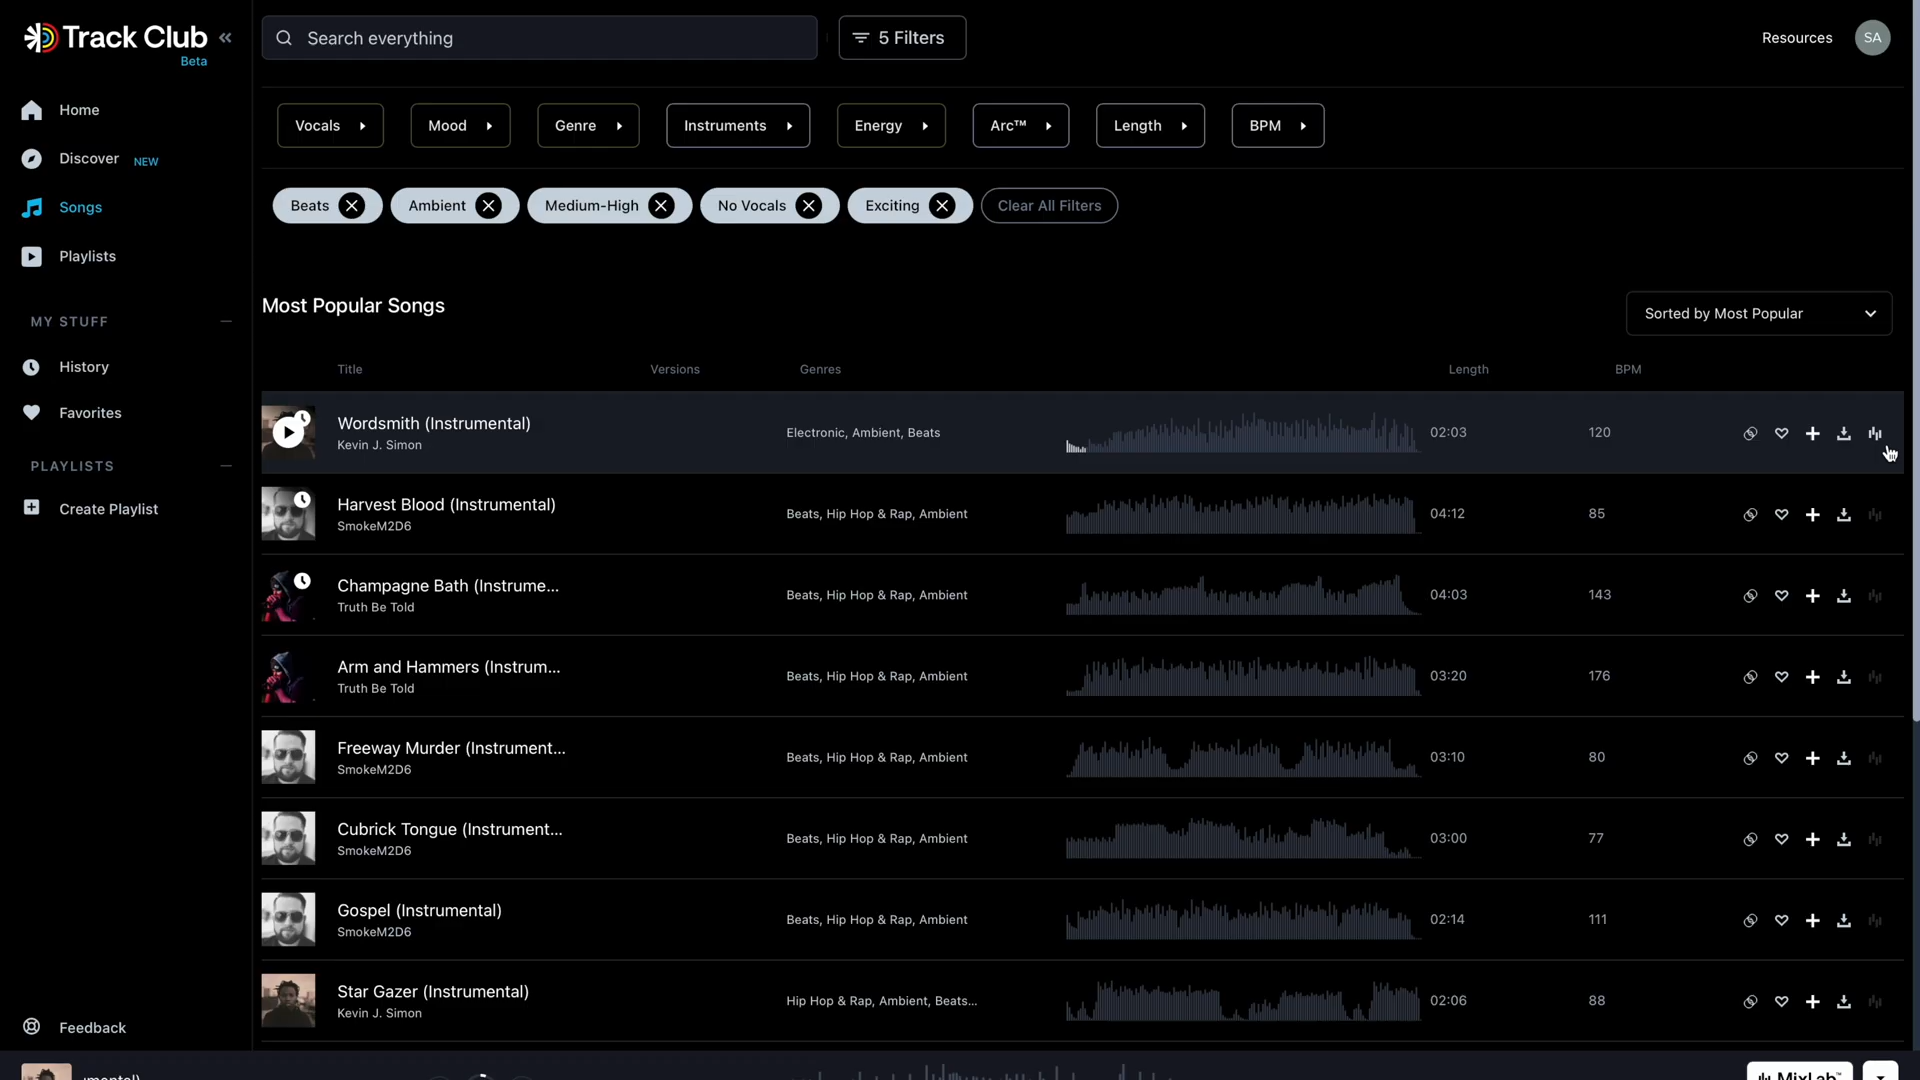 Track Club
Beta
Search everything
5 Filters
Resources
SA
Home
Discover NEW
Songs
Playlists
MY STUFF
History
Favorites
PLAYLISTS
Create Playlist
Feedback
Vocals
Mood
Genre
Instruments
Energy
Arc™
Length
BPM
Beats
Ambient
Medium-High
No Vocals
Exciting
Clear All Filters
Most Popular Songs
Sorted by Most Popular
Title Versions Genres Length BPM
Wordsmith (Instrumental)
Kevin J. Simon
Electronic, Ambient, Beats
02:03
120
Harvest Blood (Instrumental)
SmokeM2D6
Beats, Hip Hop & Rap, Ambient
04:12
85
Champagne Bath (Instrume...
Truth Be Told
Beats, Hip Hop & Rap, Ambient
04:03
143
Arm and Hammers (Instrum...
Truth Be Told
Beats, Hip Hop & Rap, Ambient
03:20
176
Freeway Murder (Instrument...
SmokeM2D6
Beats, Hip Hop & Rap, Ambient
03:10
80
Cubrick Tongue (Instrument...
SmokeM2D6
Beats, Hip Hop & Rap, Ambient
03:00
77
Gospel (Instrumental)
SmokeM2D6
Beats, Hip Hop & Rap, Ambient
02:14
111
Star Gazer (Instrumental)
Kevin J. Simon
Hip Hop & Rap, Ambient, Beats...
02:06
88
MixLab™